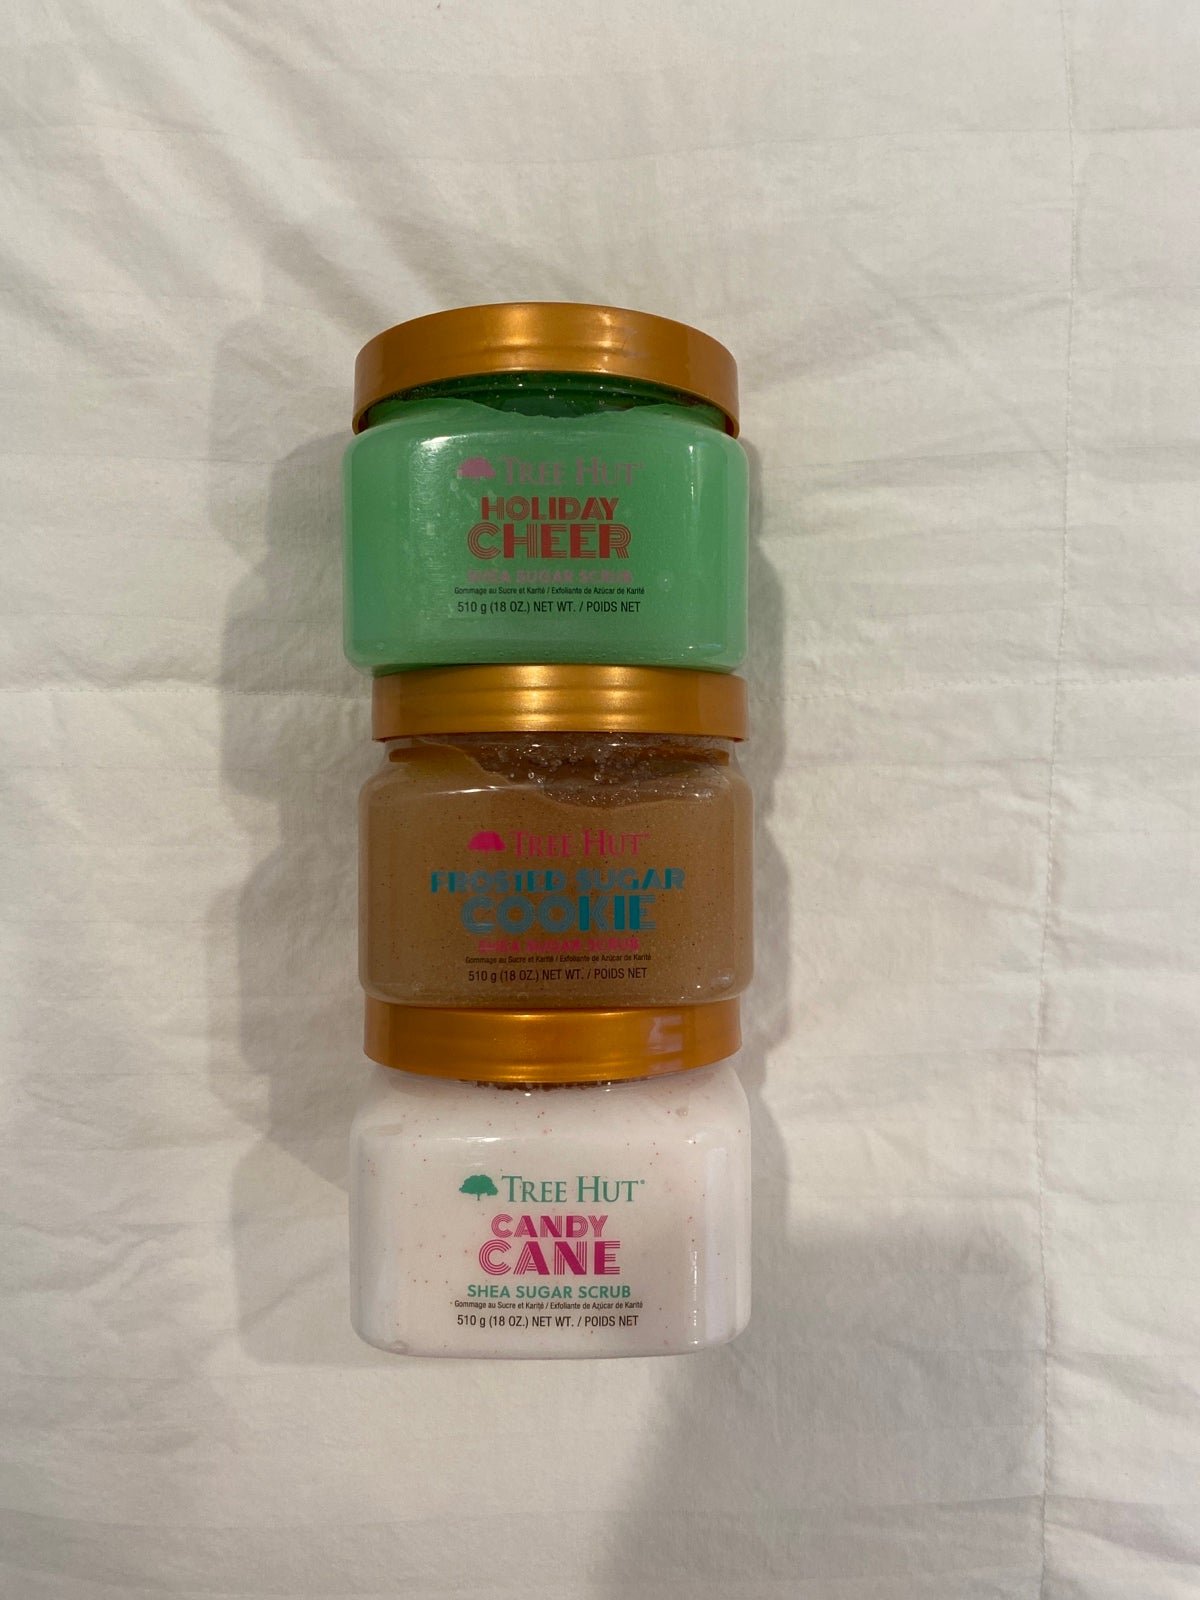 TREE HUT®
HOLIDAY
CHEER
SHEA SUGAR SCRUB
Gommage au Sucre et Karité / Exfoliante de Azúcar de Karité
510 g (18 OZ.) NET WT. / POIDS NET
TREE HUT®
FROSTED SUGAR
COOKIE
SHEA SUGAR SCRUB
Gommage au Sucre et Karité / Exfoliante de Azúcar de Karité
510 g (18 OZ.) NET WT. / POIDS NET
TREE HUT®
CANDY
CANE
SHEA SUGAR SCRUB
Gommage au Sucre et Karité / Exfoliante de Azúcar de Karité
510 g (18 OZ.) NET WT. / POIDS NET